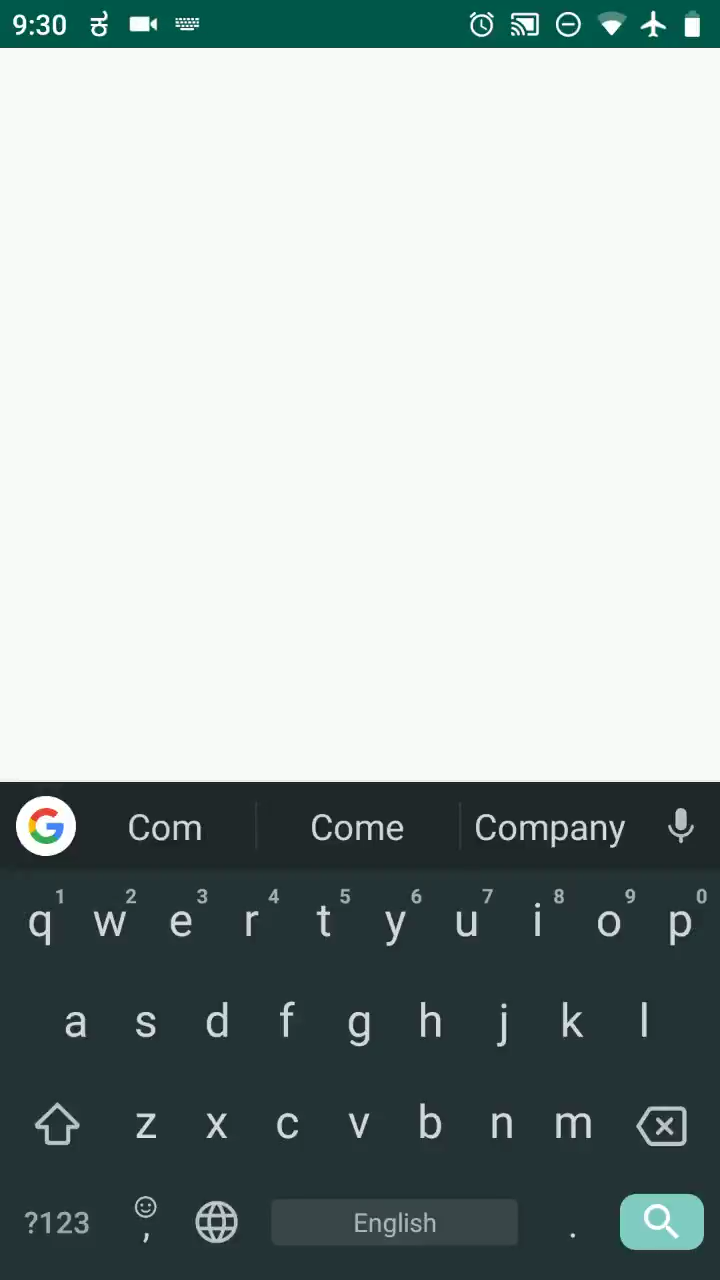 9:30 ಕ
Com Come Company
1 2 3 4 5 6 7 8 9 0
q w e r t y u i o p
a s d f g h j k l
z x c v b n m
?123 , English .